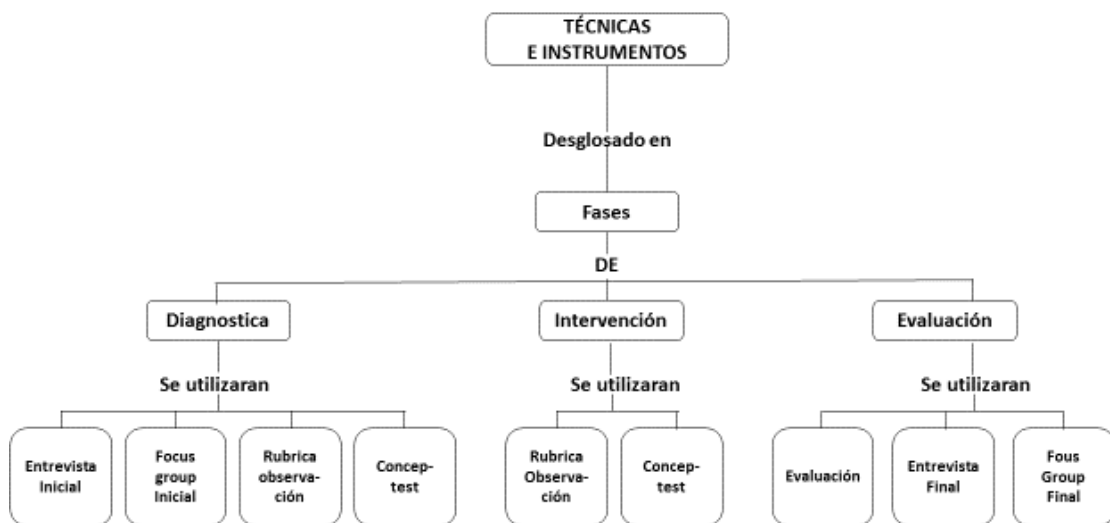 TÉCNICAS
E INSTRUMENTOS
Desglosado en
Fases
DE
Diagnostica
Intervención
Evaluación
Se utilizaran
Se utilizaran
Se utilizaran
Entrevista
Inicial
Focus
group
Inicial
Rubrica
observa-
ción
Concep-
test
Rubrica
Observa-
ción
Concep-
test
Evaluación
Entrevista
Final
Fous
Group
Final